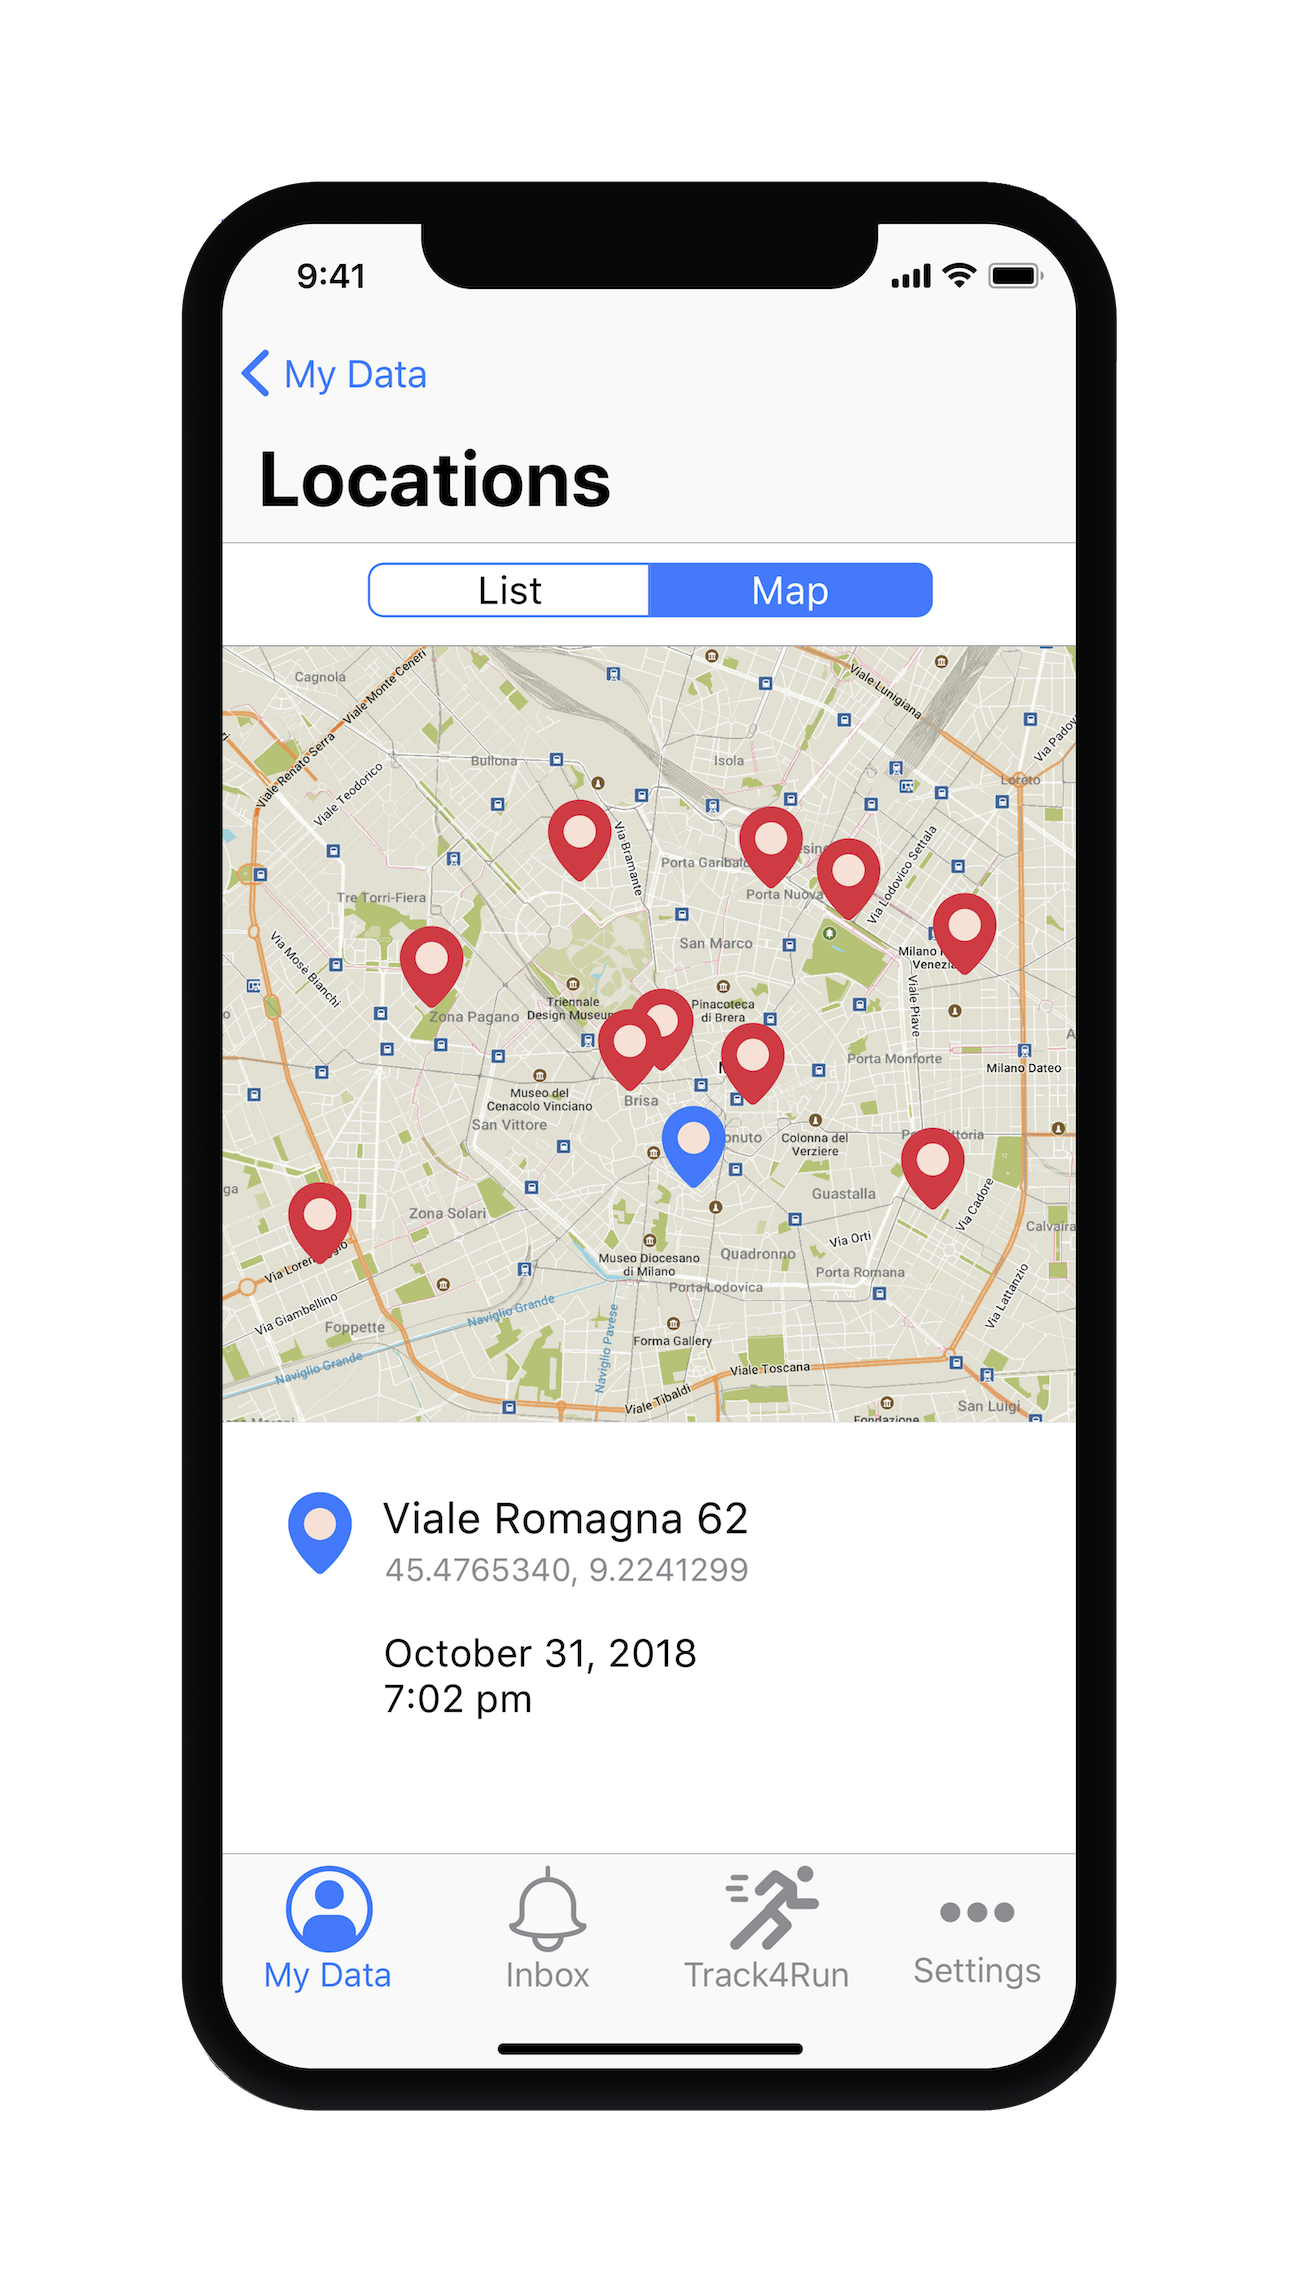 9:41
My Data
Locations
List
Map
Cagnola
Viale Monte Ceneri
Viale Lunigiana
Via Padov
Viale Renato Serra
Viale Teodorico
Bullona
Isola
Loreto
Via Bramante
Porta Garibald
Via Lodovico Settala
Porta Nuova
Tre Torri-Fiera
Via Mosè Bianchi
San Marco
Milano
Venezia
Viale Piave
Triennale
Design Museum
Pinacoteca
di Brera
Zona Pagano
Porta Monforte
Milano Dateo
Museo del
Cenacolo Vinciano
Brisa
San Vittore
onuto
Colonna del
Verziere
Via Cadore
Guastalla
Zona Solari
Calvaira
Via Orti
Museo Diocesano
di Milano
Quadronno
Porta Romana
Porta Lodovica
Via Lattanzio
Via Giambellino
Naviglio Grande
Foppette
Naviglio Pavese
Forma Gallery
Naviglio Grande
Viale Toscana
Viale Tibaldi
San Luigi
Fondazione
Viale Romagna 62
45.4765340, 9.2241299
October 31, 2018
7:02 pm
My Data
Inbox
Track4Run
Settings